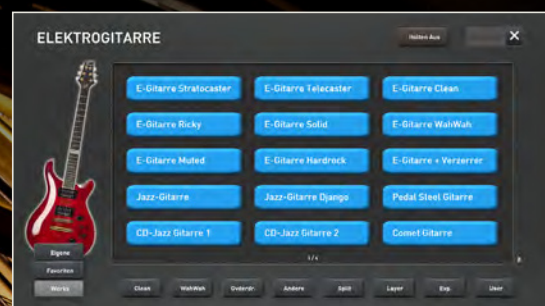 ELEKTROGITARRE
Halten Aus
X
E-Gitarre Stratocaster
E-Gitarre Telecaster
E-Gitarre Clean
E-Gitarre Ricky
E-Gitarre Solid
E-Gitarre WahWah
E-Gitarre Muted
E-Gitarre Hardrock
E-Gitarre + Verzerrer
Jazz-Gitarre
Jazz-Gitarre Django
Pedal Steel Gitarre
CD-Jazz Gitarre 1
CD-Jazz Gitarre 2
Comet Gitarre
Eigene
Favoriten
Werks
Clean
WahWah
Andere
Split
Layer
Exp.
User